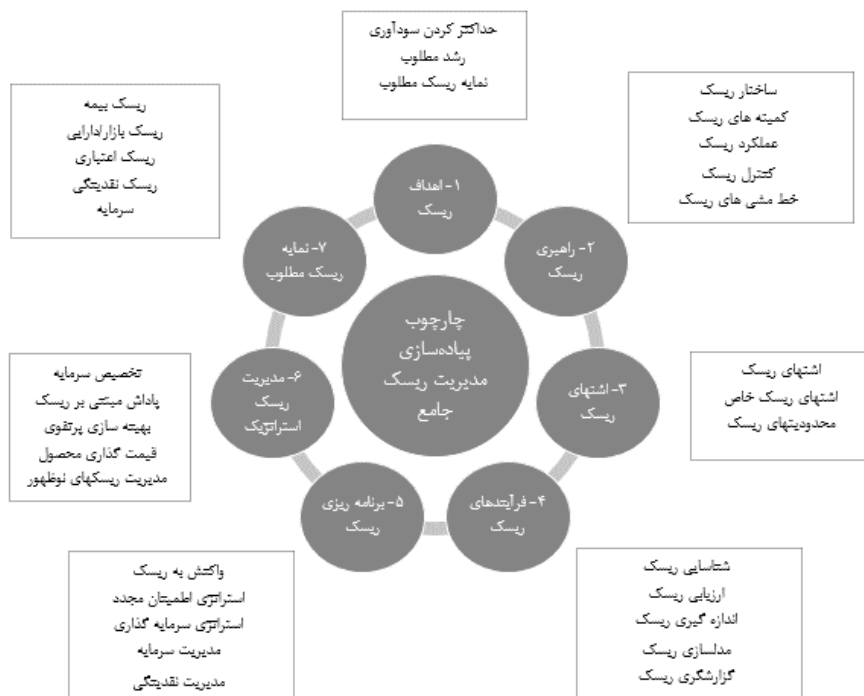 حداکثر کردن سودآوری
رشد مطلوب
نمایه ریسک مطلوب
ساختار ریسک
کمیته های ریسک
عملکرد ریسک
کنترل ریسک
خط مشی های ریسک
اشتهای ریسک
اشتهای ریسک خاص
محدودیتهای ریسک
شناسایی ریسک
ارزیابی ریسک
اندازه گیری ریسک
مدلسازی ریسک
گزارشگری ریسک
واکنش به ریسک
استراتژی اطمینان مجدد
استراتژی سرمایه گذاری
مدیریت سرمایه
مدیریت نقدینگی
تخصیص سرمایه
پاداش مبتنی بر ریسک
بهینه سازی پرتفوی
قیمت گذاری محصول
مدیریت ریسکهای نوظهور
ریسک بیمه
ریسک بازار/دارایی
ریسک اعتباری
ریسک نقدینگی
سرمایه
۱- اهداف
ریسک
۲- راهبری
ریسک
۳- اشتهای
ریسک
۴- فرآیندهای
ریسک
۵- برنامه ریزی
ریسک
۶- مدیریت
ریسک
استراتژیک
۷- نمایه
ریسک مطلوب
چارچوب
پیاده‌سازی
مدیریت ریسک
جامع